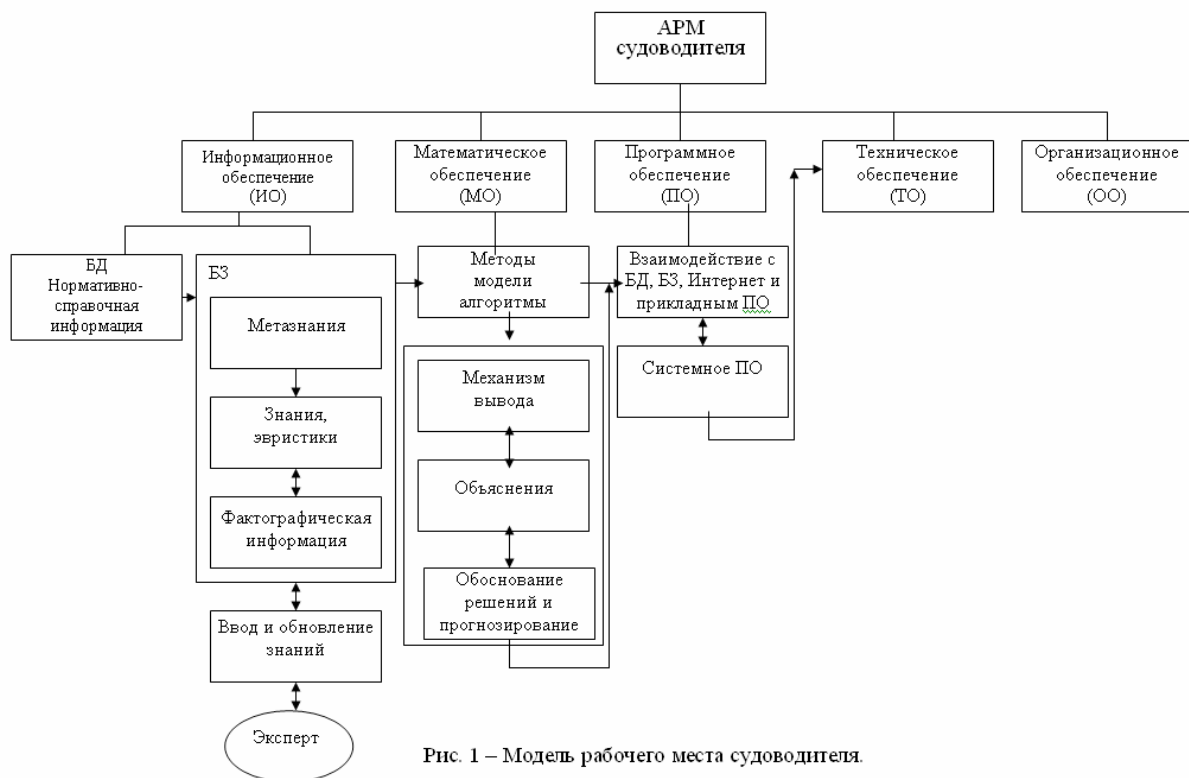 АРМ
судоводителя
Информационное
обеспечение
(ИО)
Математическое
обеспечение
(МО)
Программное
обеспечение
(ПО)
Техническое
обеспечение
(ТО)
Организационное
обеспечение
(ОО)
БД
Нормативно-
справочная
информация
БЗ
Метазнания
Знания,
эвристики
Фактографическая
информация
Ввод и обновление
знаний
Эксперт
Методы
модели
алгоритмы
Механизм
вывода
Объяснения
Обоснование
решений и
прогнозирование
Взаимодействие с
БД, БЗ, Интернет и
прикладным ПО
Системное ПО
Рис. 1 – Модель рабочего места судоводителя.